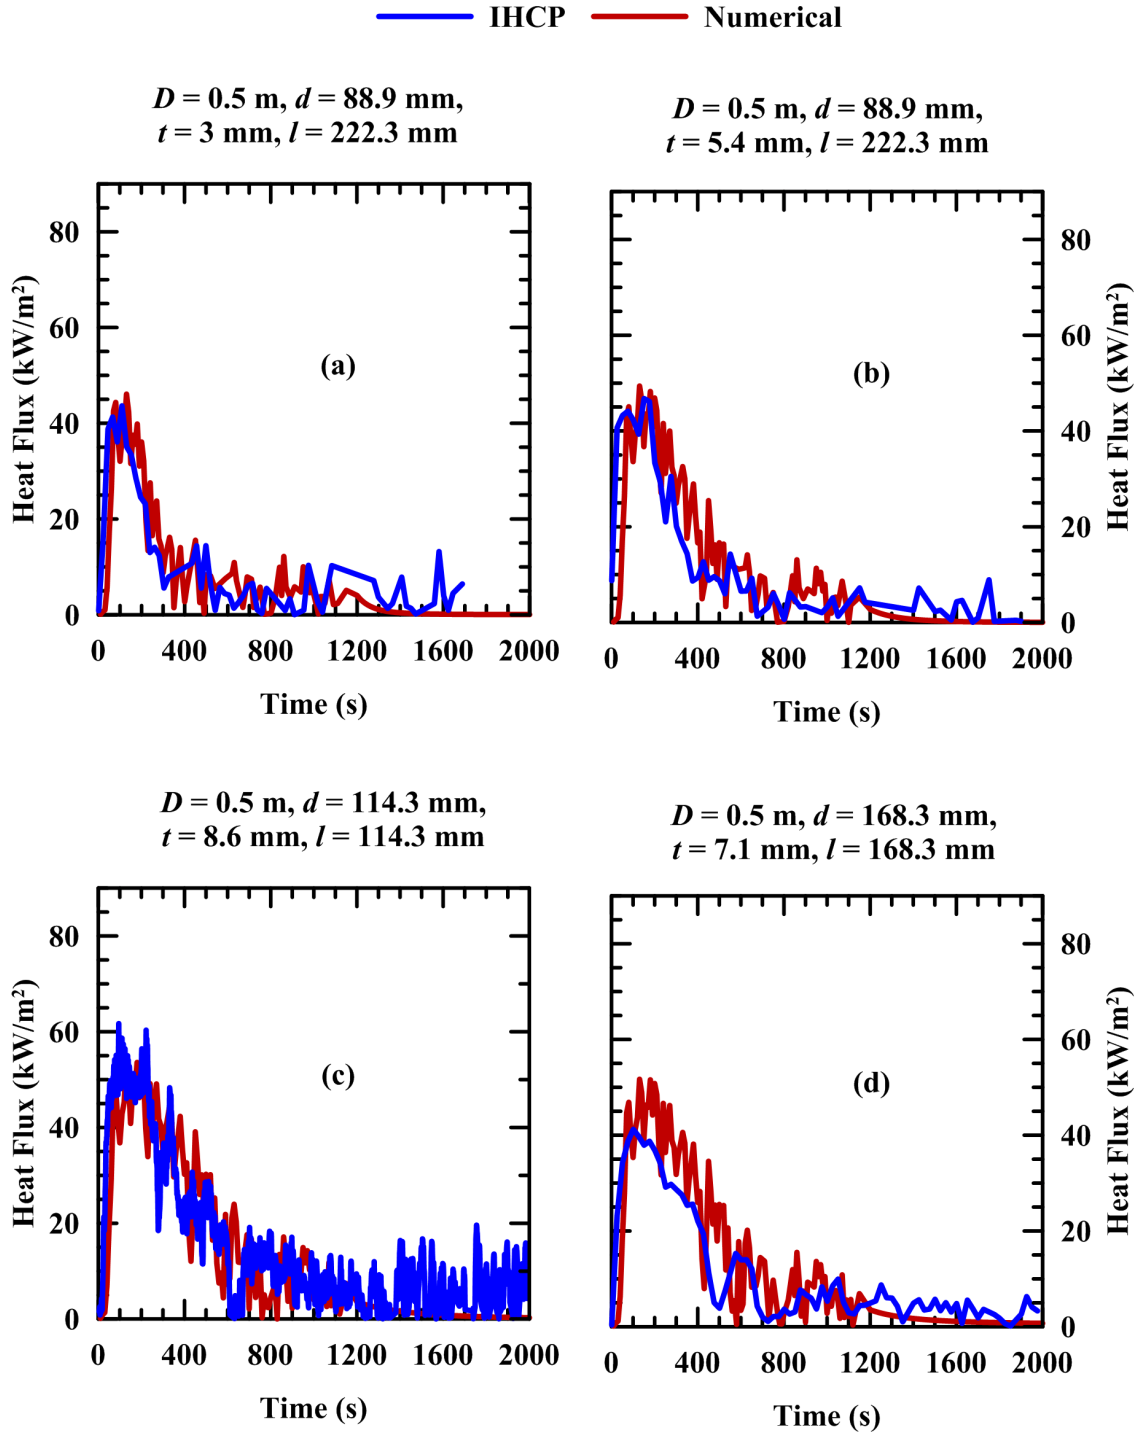 IHCP Numerical
D = 0.5 m, d = 88.9 mm,
t = 3 mm, l = 222.3 mm
D = 0.5 m, d = 88.9 mm,
t = 5.4 mm, l = 222.3 mm
Heat Flux (kW/m²)
80
60
40
20
0
(a)
0 400 800 1200 1600 2000
Time (s)
(b)
80
60
40
20
0
Heat Flux (kW/m²)
0 400 800 1200 1600 2000
Time (s)
D = 0.5 m, d = 114.3 mm,
t = 8.6 mm, l = 114.3 mm
D = 0.5 m, d = 168.3 mm,
t = 7.1 mm, l = 168.3 mm
Heat Flux (kW/m²)
80
60
40
20
0
(c)
0 400 800 1200 1600 2000
Time (s)
(d)
80
60
40
20
0
Heat Flux (kW/m²)
0 400 800 1200 1600 2000
Time (s)